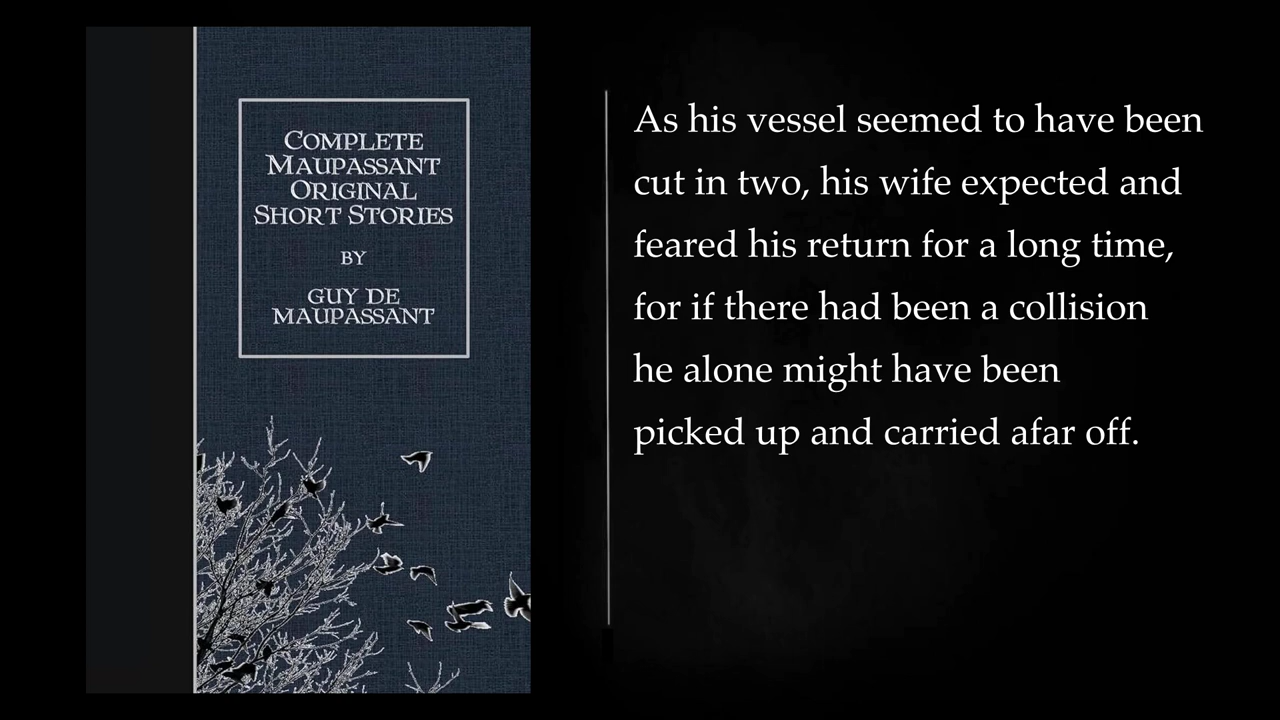 COMPLETE
MAUPASSANT
ORIGINAL
SHORT STORIES
BY
GUY DE
MAUPASSANT
As his vessel seemed to have been
cut in two, his wife expected and
feared his return for a long time,
for if there had been a collision
he alone might have been
picked up and carried afar off.